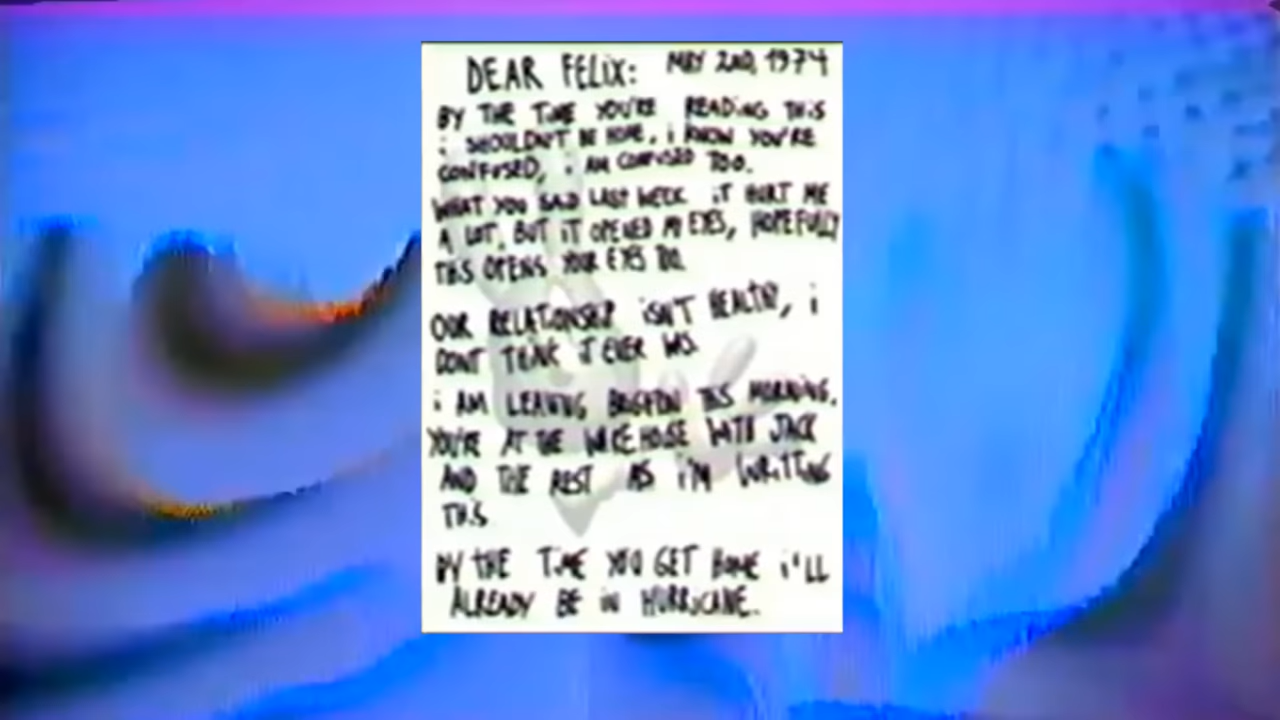 DEAR FELIX: MAY 2ND, 1974
BY THE TIME YOU'RE READING THIS
i SHOULDN'T BE HOME, i KNOW YOU'RE
CONFUSED, i AM CONFUSED TOO.
WHAT YOU SAID LAST WEEK iT HURT ME
A LOT, BUT iT OPENED MY EYES, HOPEFULLY
THIS OPENS YOUR EYES TOO.
OUR RELATIONSHIP iSN'T HEALTHY, i
DONT THINK IT EVER WAS.
i AM LEAVING THIS MORNING.
YOU'RE AT THE WITH JACK
AND THE REST AS i'M WRITTING
THIS
BY THE TIME YOU GET HOME i'LL
ALREADY BE iN HURRiCANE.